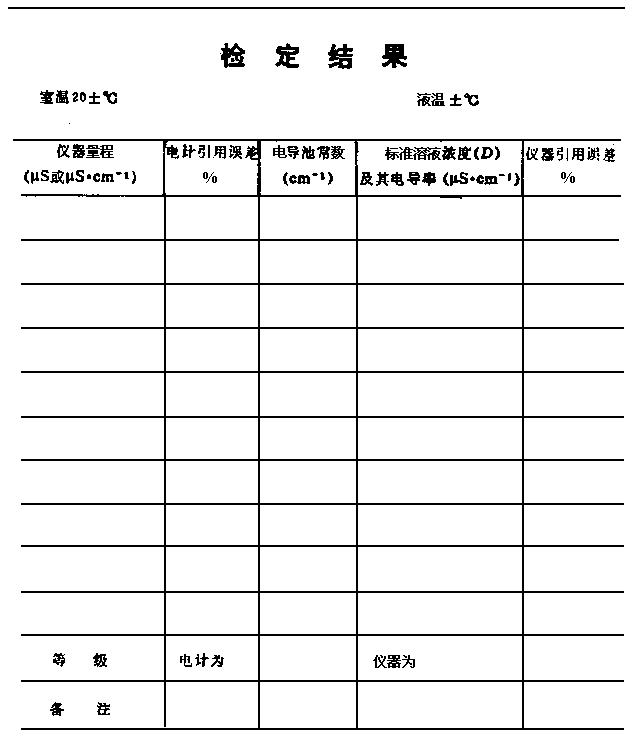 检定结果
室温20±℃ 液温±℃
仪器量程 电计引用误差 电导池常数 标准溶液浓度(D) 仪器引用误差
(μS或μS·cm⁻¹) % (cm⁻¹) 及其电导率(μS·cm⁻¹) %
等 级 电计为 仪器为
备 注